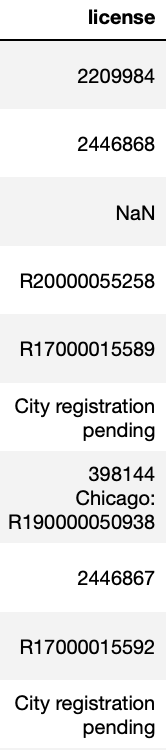 license
2209984
2446868
NaN
R20000055258
R17000015589
City registration
pending
398144
Chicago:
R190000050938
2446867
R17000015592
City registration
pending